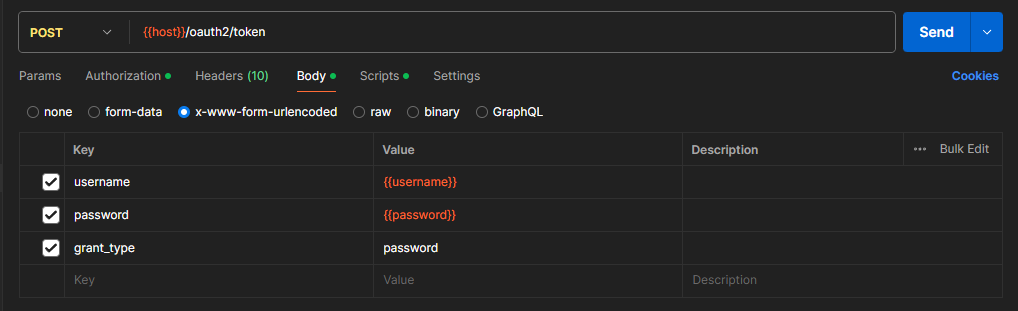 POST {{host}}/oauth2/token Send
Params Authorization Headers (10) Body Scripts Settings Cookies
none form-data x-www-form-urlencoded raw binary GraphQL
Key Value Description ••• Bulk Edit
username {{username}}
password {{password}}
grant_type password
Key Value Description